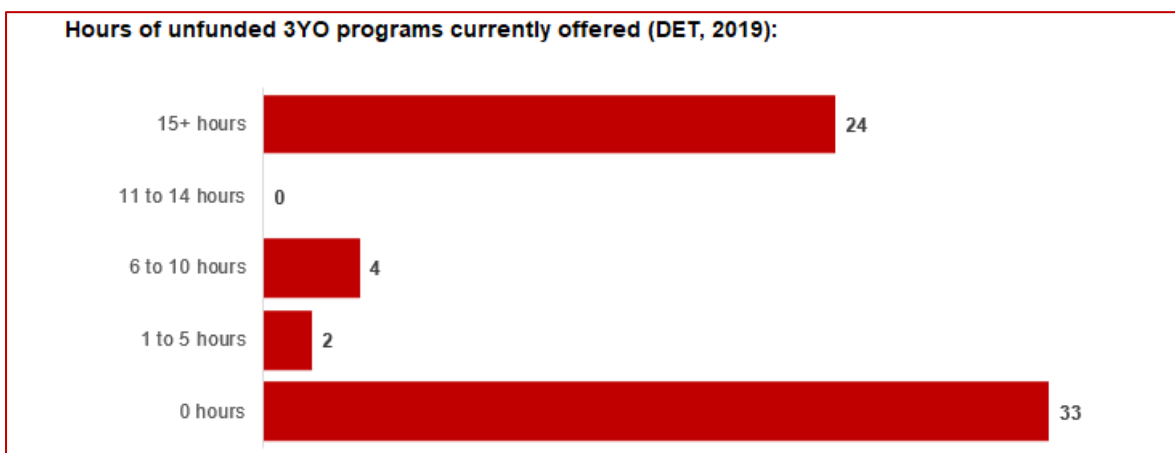 Hours of unfunded 3YO programs currently offered (DET, 2019):
15+ hours 24
11 to 14 hours 0
6 to 10 hours 4
1 to 5 hours 2
0 hours 33